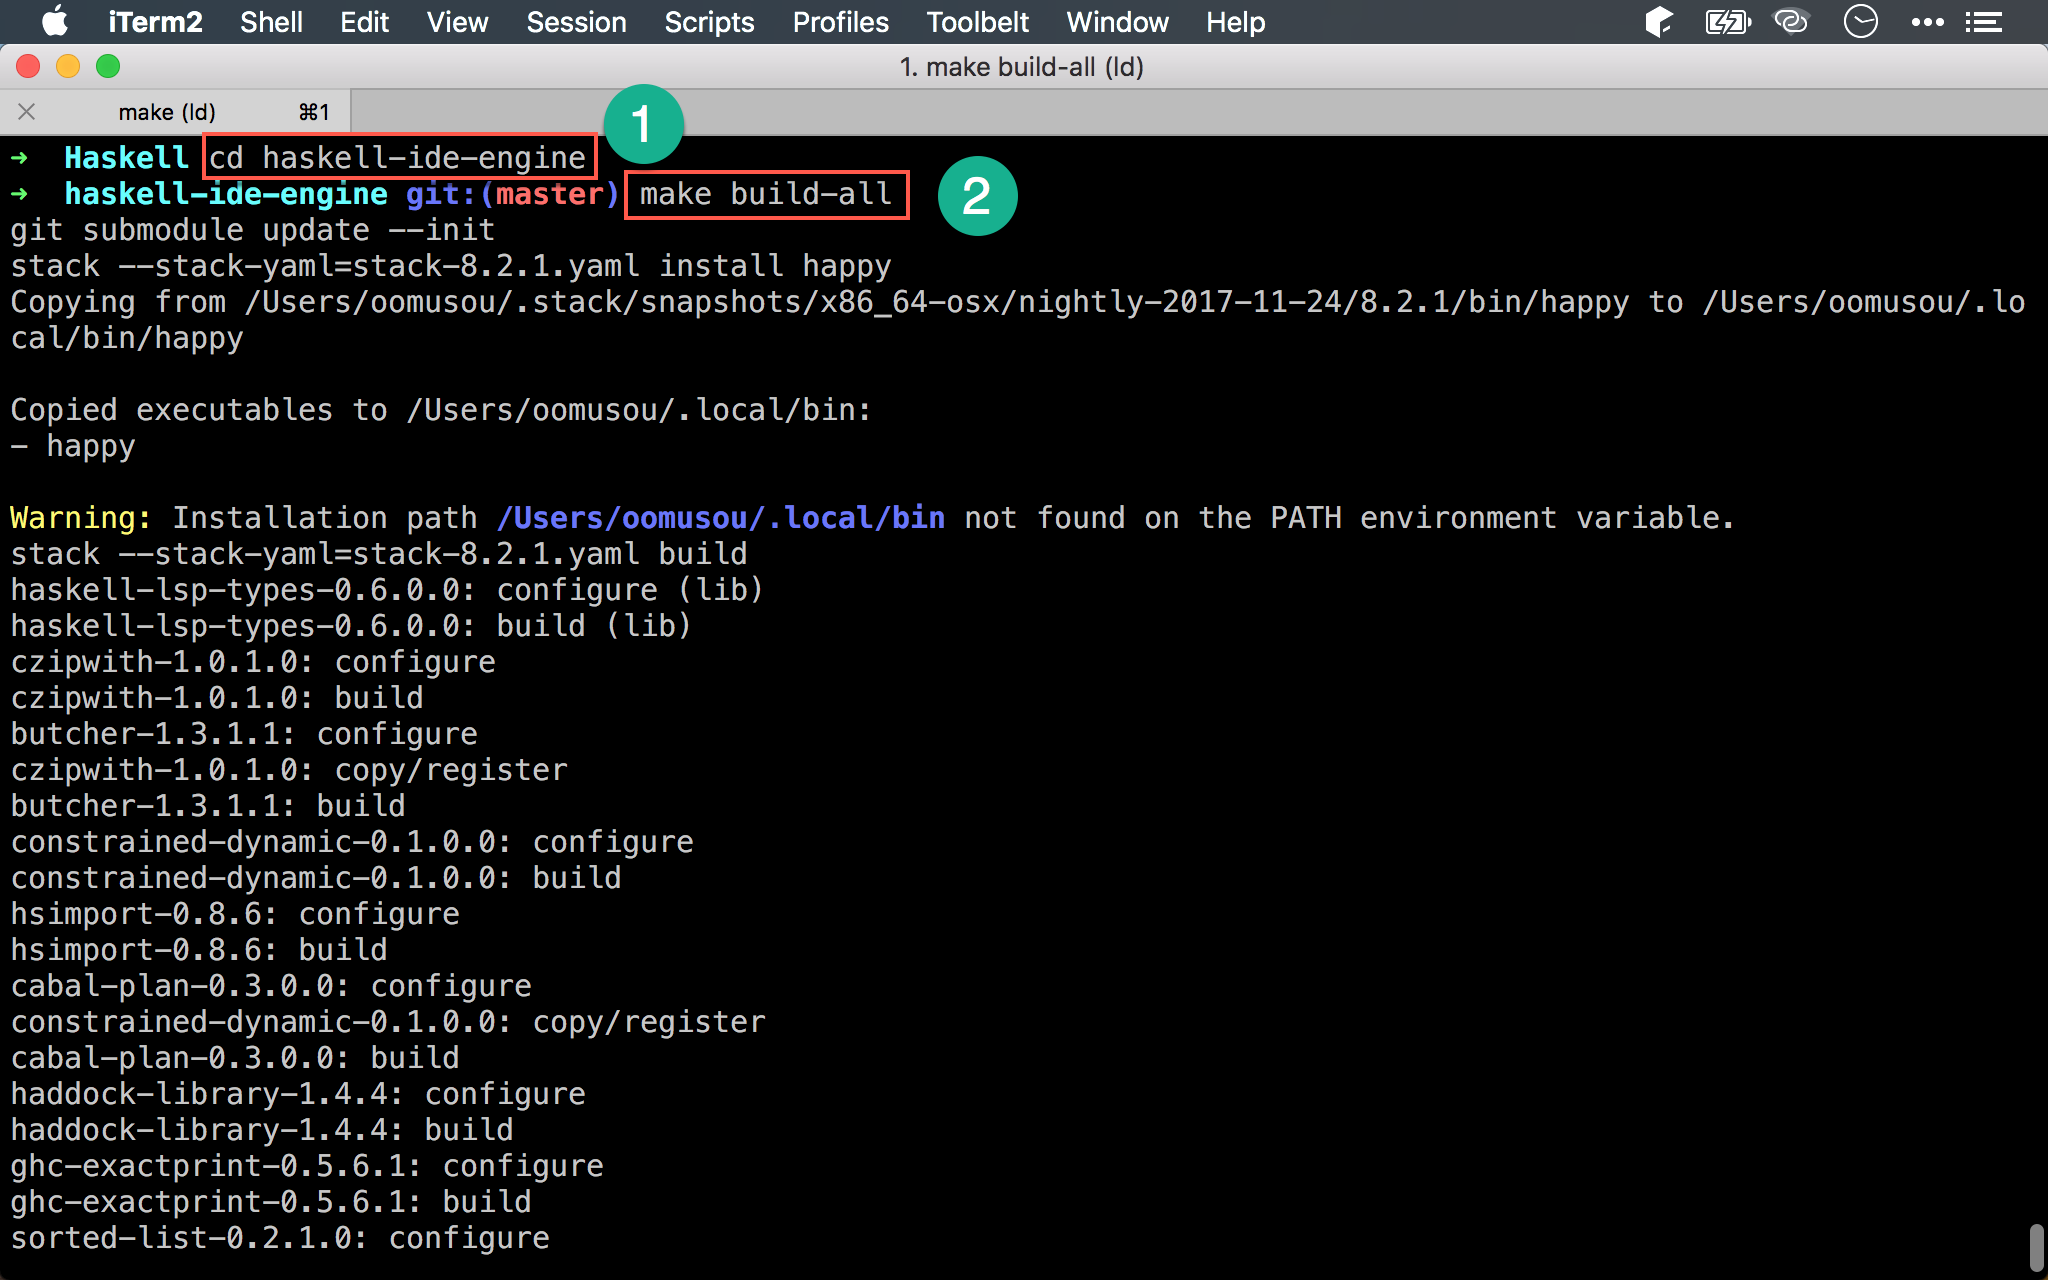 iTerm2 Shell Edit View Session Scripts Profiles Toolbelt Window Help
1. make build-all (ld)
make (ld) ⌘1
1
➜ Haskell cd haskell-ide-engine
➜ haskell-ide-engine git:(master) make build-all
2
git submodule update --init
stack --stack-yaml=stack-8.2.1.yaml install happy
Copying from /Users/oomusou/.stack/snapshots/x86_64-osx/nightly-2017-11-24/8.2.1/bin/happy to /Users/oomusou/.lo
cal/bin/happy
Copied executables to /Users/oomusou/.local/bin:
- happy
Warning: Installation path /Users/oomusou/.local/bin not found on the PATH environment variable.
stack --stack-yaml=stack-8.2.1.yaml build
haskell-lsp-types-0.6.0.0: configure (lib)
haskell-lsp-types-0.6.0.0: build (lib)
czipwith-1.0.1.0: configure
czipwith-1.0.1.0: build
butcher-1.3.1.1: configure
czipwith-1.0.1.0: copy/register
butcher-1.3.1.1: build
constrained-dynamic-0.1.0.0: configure
constrained-dynamic-0.1.0.0: build
hsimport-0.8.6: configure
hsimport-0.8.6: build
cabal-plan-0.3.0.0: configure
constrained-dynamic-0.1.0.0: copy/register
cabal-plan-0.3.0.0: build
haddock-library-1.4.4: configure
haddock-library-1.4.4: build
ghc-exactprint-0.5.6.1: configure
ghc-exactprint-0.5.6.1: build
sorted-list-0.2.1.0: configure